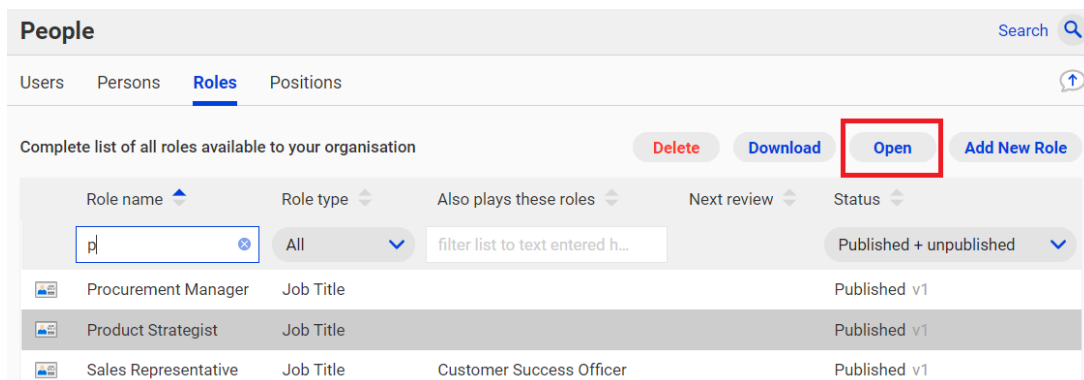 People Search
Users Persons Roles Positions
Complete list of all roles available to your organisation Delete Download Open Add New Role
Role name Role type Also plays these roles Next review Status
p All filter list to text entered h... Published + unpublished
Procurement Manager Job Title Published v1
Product Strategist Job Title Published v1
Sales Representative Job Title Customer Success Officer Published v1